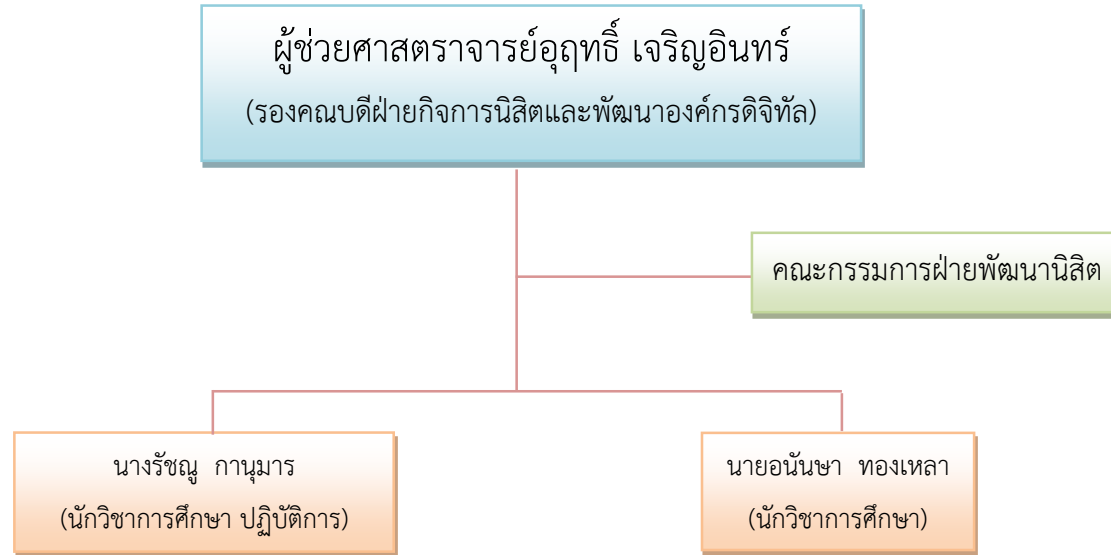 ผู้ช่วยศาสตราจารย์อุฤทธิ์ เจริญอินทร์
(รองคณบดีฝ่ายกิจการนิสิตและพัฒนาองค์กรดิจิทัล)
คณะกรรมการฝ่ายพัฒนานิสิต
นางรัชณู กานุมาร
(นักวิชาการศึกษา ปฏิบัติการ)
นายอนันษา ทองเหลา
(นักวิชาการศึกษา)